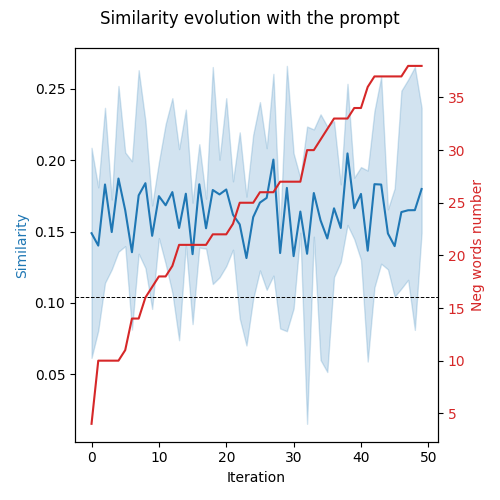 Similarity evolution with the prompt
0.25
0.20
0.15
0.10
0.05
Similarity
35
30
25
20
15
10
5
Neg words number
0 10 20 30 40 50
Iteration